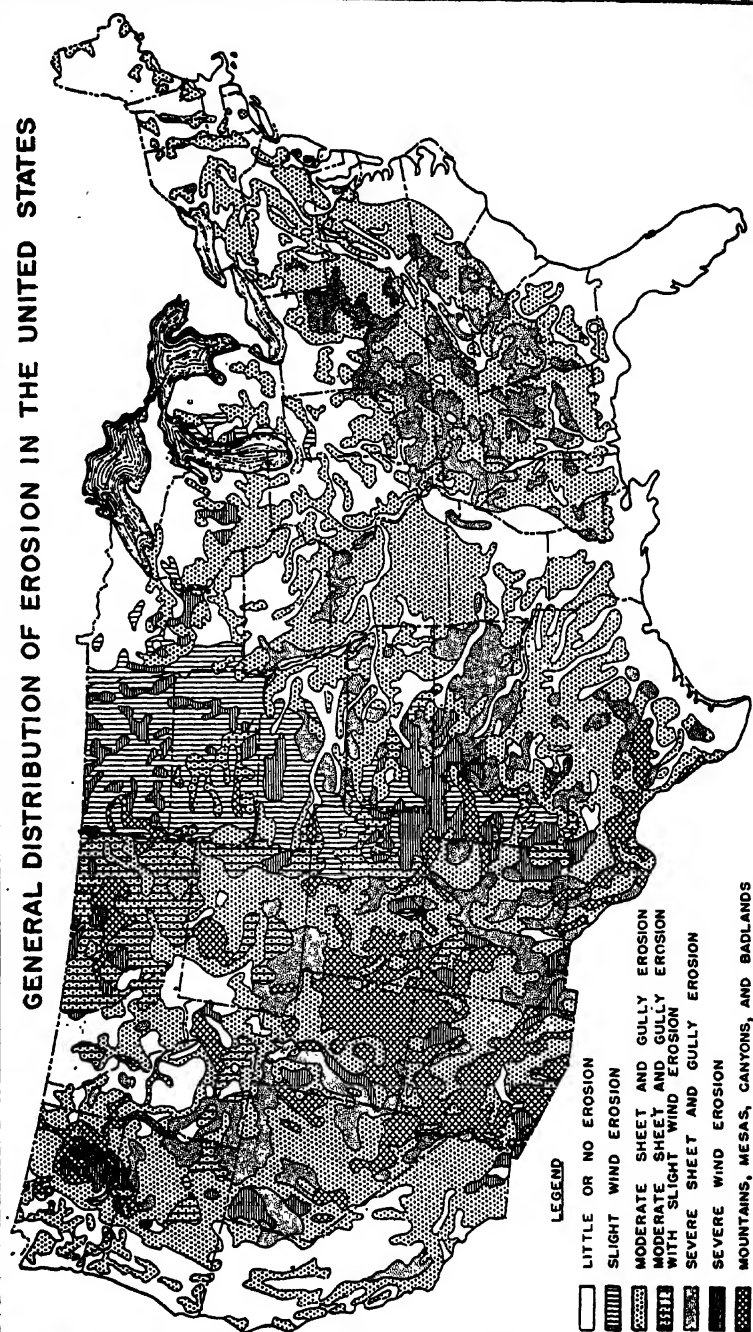 GENERAL DISTRIBUTION OF EROSION IN THE UNITED STATES
LEGEND
LITTLE OR NO EROSION
SLIGHT WIND EROSION
MODERATE SHEET AND GULLY EROSION
MODERATE SHEET AND GULLY EROSION
WITH SLIGHT WIND EROSION
SEVERE SHEET AND GULLY EROSION
SEVERE WIND EROSION
MOUNTAINS, MESAS, CANYONS, AND BADLANDS